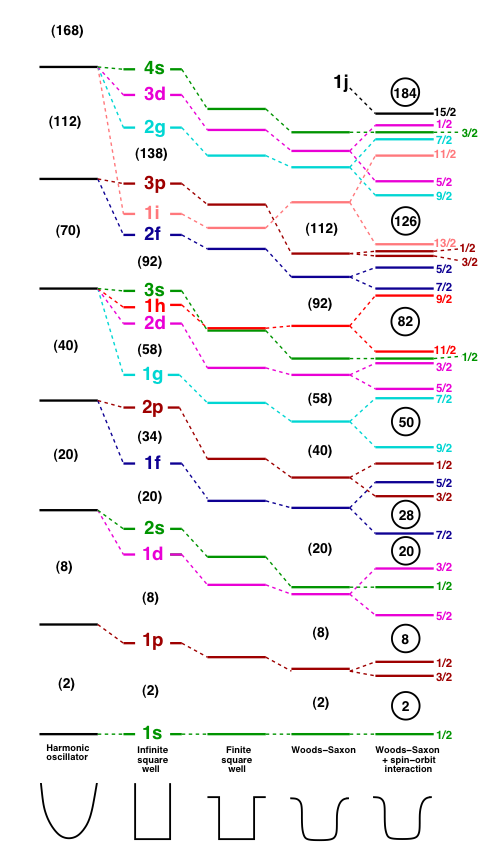 (168)
4s
1j
184
15/2
3d
1/2
3/2
(112)
2g
7/2
(138)
11/2
3p
5/2
9/2
1i
126
(70)
2f
(112)
13/2
1/2
3/2
(92)
5/2
3s
7/2
1h
(92)
9/2
2d
82
(40)
(58)
11/2
1/2
3/2
1g
5/2
2p
(58)
7/2
(34)
50
(20)
1f
(40)
9/2
1/2
5/2
(20)
3/2
28
2s
7/2
1d
(20)
20
(8)
3/2
1/2
(8)
5/2
1p
(8)
8
1/2
3/2
(2)
(2)
(2)
2
1s
1/2
Harmonic
oscillator
Infinite
square
well
Finite
square
well
Woods−Saxon
Woods−Saxon
+ spin−orbit
interaction